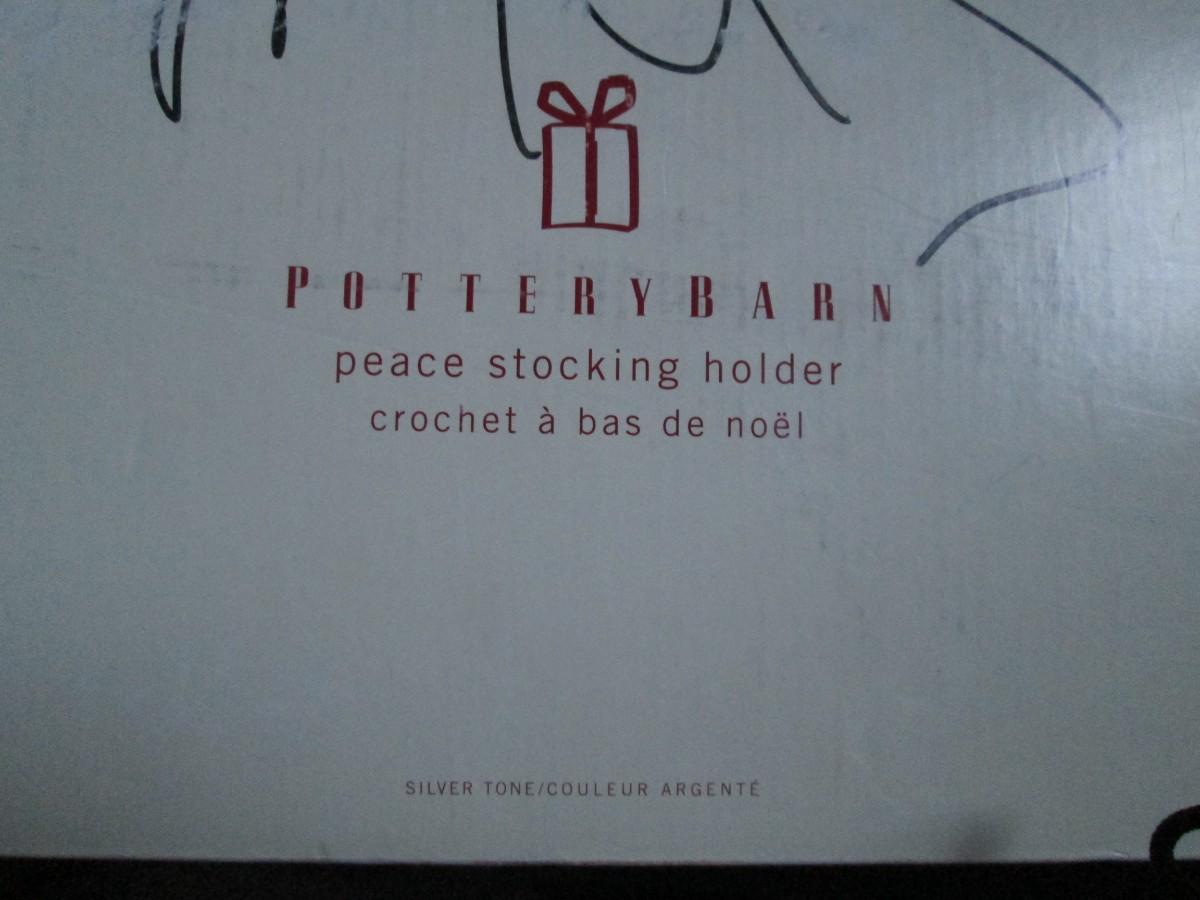 POTTERYBARN
peace stocking holder
crochet à bas de noël
SILVER TONE/COULEUR ARGENTÉ